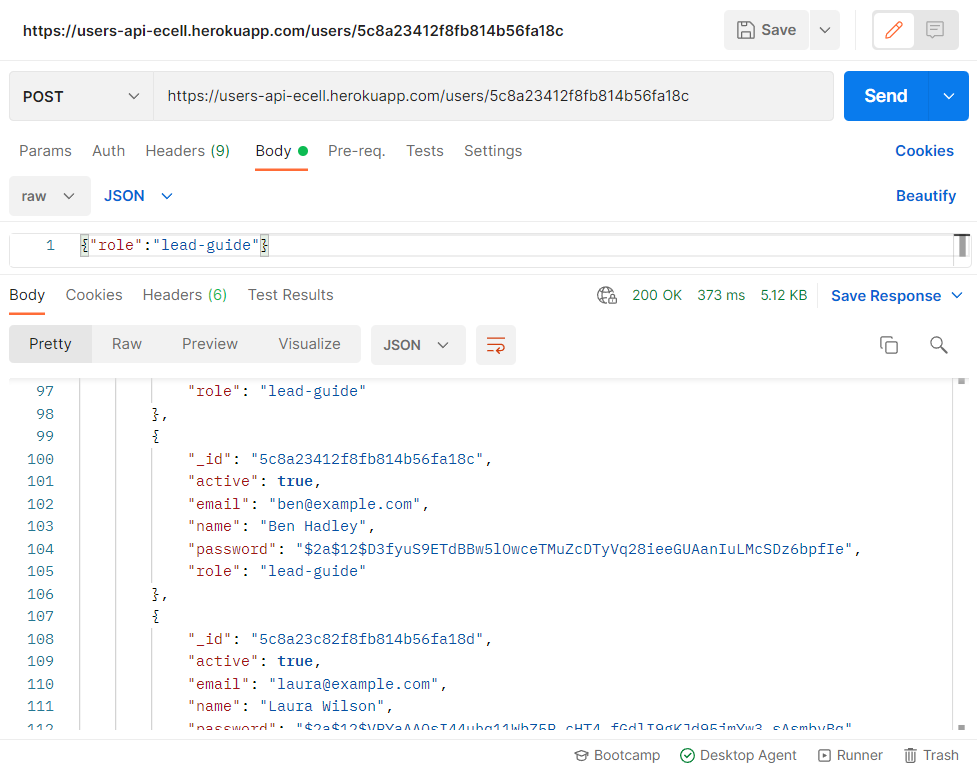 https://users-api-ecell.herokuapp.com/users/5c8a23412f8fb814b56fa18c Save
POST https://users-api-ecell.herokuapp.com/users/5c8a23412f8fb814b56fa18c Send
Params Auth Headers (9) Body Pre-req. Tests Settings Cookies
raw JSON Beautify
1 {"role":"lead-guide"}
Body Cookies Headers (6) Test Results 200 OK 373 ms 5.12 KB Save Response
Pretty Raw Preview Visualize JSON
97 "role": "lead-guide"
98 },
99 {
100 "_id": "5c8a23412f8fb814b56fa18c",
101 "active": true,
102 "email": "ben@example.com",
103 "name": "Ben Hadley",
104 "password": "$2a$12$D3fyuS9ETdBBw5lOwceTMuZcDTyVq28ieeGUAanIuLMcSDz6bpfIe",
105 "role": "lead-guide"
106 },
107 {
108 "_id": "5c8a23c82f8fb814b56fa18d",
109 "active": true,
110 "email": "laura@example.com",
111 "name": "Laura Wilson",
112 "password":
Bootcamp Desktop Agent Runner Trash